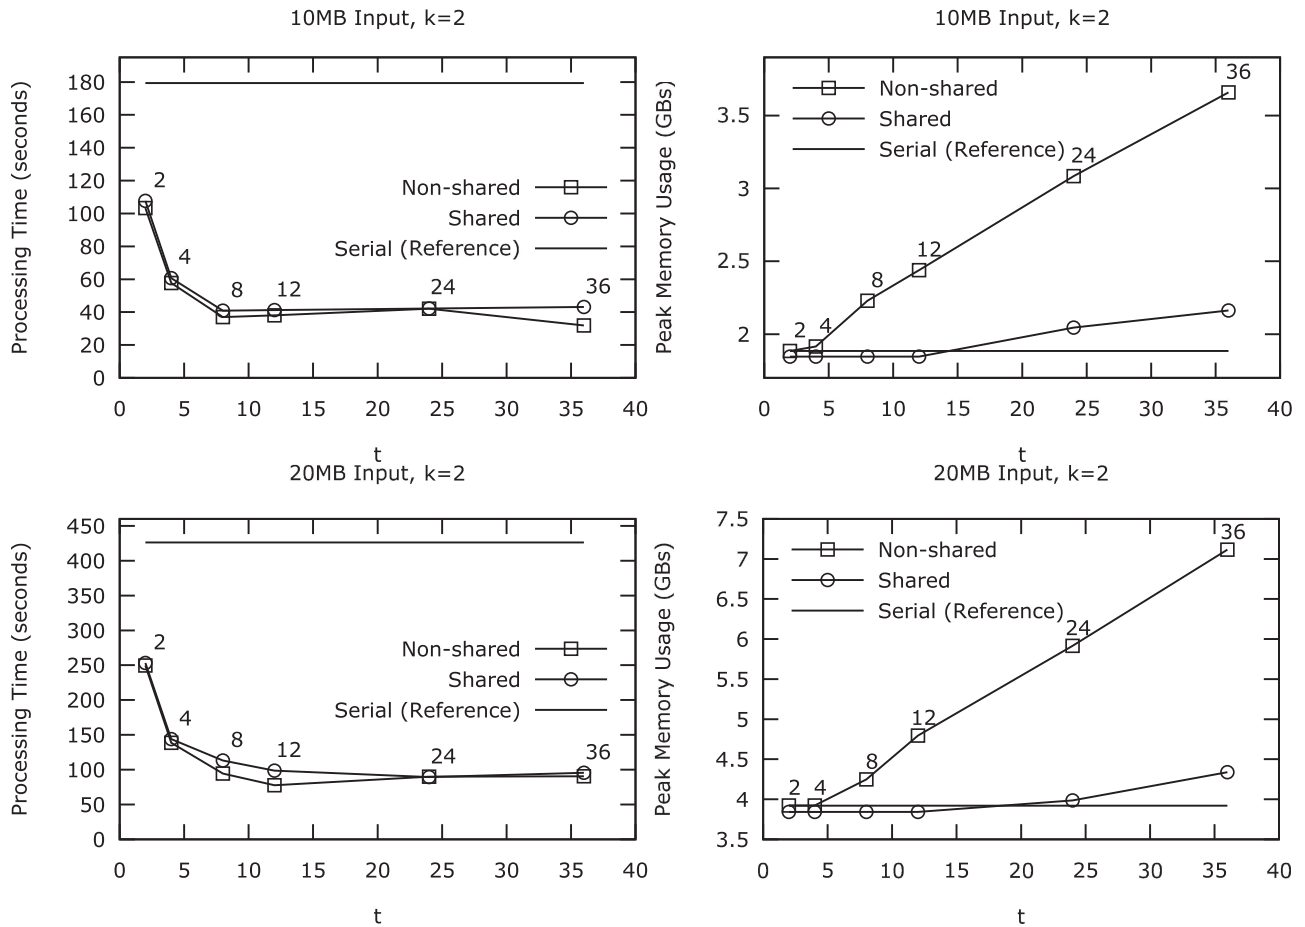 10MB Input, k=2
Processing Time (seconds)
180
160
140
120
100
80
60
40
20
0
0 5 10 15 20 25 30 35 40
t
Non-shared
Shared
Serial (Reference)
2
4
8
12
24
36
10MB Input, k=2
Peak Memory Usage (GBs)
3.5
3
2.5
2
0 5 10 15 20 25 30 35 40
t
Non-shared
Shared
Serial (Reference)
2
4
8
12
24
36
20MB Input, k=2
Processing Time (seconds)
450
400
350
300
250
200
150
100
50
0
0 5 10 15 20 25 30 35 40
t
Non-shared
Shared
Serial (Reference)
2
4
8
12
24
36
20MB Input, k=2
Peak Memory Usage (GBs)
7.5
7
6.5
6
5.5
5
4.5
4
3.5
0 5 10 15 20 25 30 35 40
t
Non-shared
Shared
Serial (Reference)
2
4
8
12
24
36